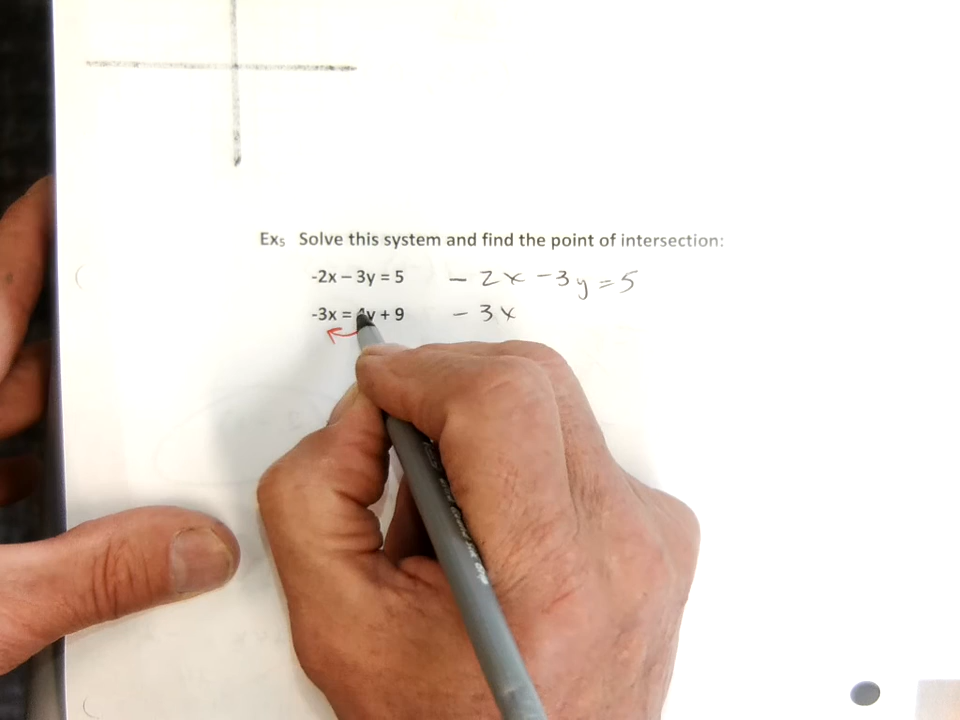 Ex₅ Solve this system and find the point of intersection:
-2x – 3y = 5 - 2x - 3y = 5
-3x = 4y + 9 - 3x